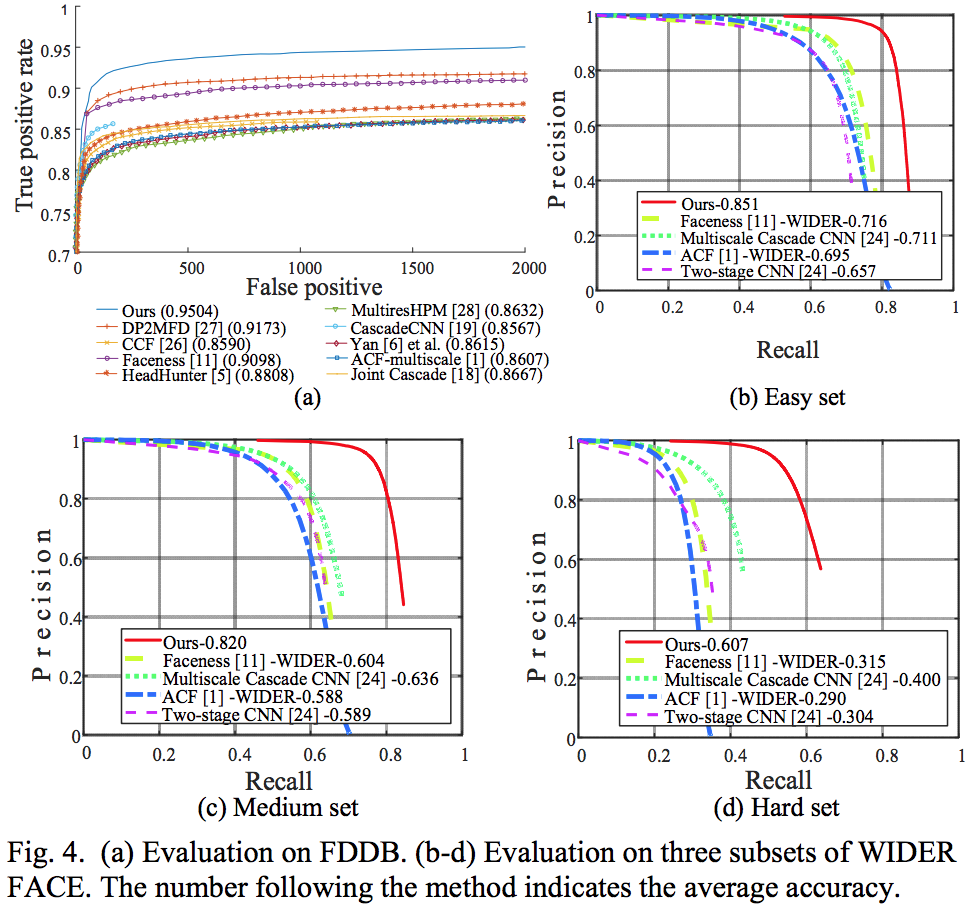 True positive rate
1
0.95
0.9
0.85
0.8
0.75
0.7
0
500
1000
1500
2000
False positive
Ours (0.9504)
DP2MFD [27] (0.9173)
CCF [26] (0.8590)
Faceness [11] (0.9098)
HeadHunter [5] (0.8808)
MultiresHPM [28] (0.8632)
CascadeCNN [19] (0.8567)
Yan [6] et al. (0.8615)
ACF-multiscale [1] (0.8607)
Joint Cascade [18] (0.8667)
(a)
Precision
1
0.8
0.6
0.4
0.2
0
Ours-0.851
Faceness [11] -WIDER-0.716
Multiscale Cascade CNN [24] -0.711
ACF [1] -WIDER-0.695
Two-stage CNN [24] -0.657
0
0.2
0.4
0.6
0.8
1
Recall
(b) Easy set
Precision
1
0.8
0.6
0.4
0.2
0
Ours-0.820
Faceness [11] -WIDER-0.604
Multiscale Cascade CNN [24] -0.636
ACF [1] -WIDER-0.588
Two-stage CNN [24] -0.589
0
0.2
0.4
0.6
0.8
1
Recall
(c) Medium set
Precision
1
0.8
0.6
0.4
0.2
0
Ours-0.607
Faceness [11] -WIDER-0.315
Multiscale Cascade CNN [24] -0.400
ACF [1] -WIDER-0.290
Two-stage CNN [24] -0.304
0
0.2
0.4
0.6
0.8
1
Recall
(d) Hard set
Fig. 4. (a) Evaluation on FDDB. (b-d) Evaluation on three subsets of WIDER
FACE. The number following the method indicates the average accuracy.